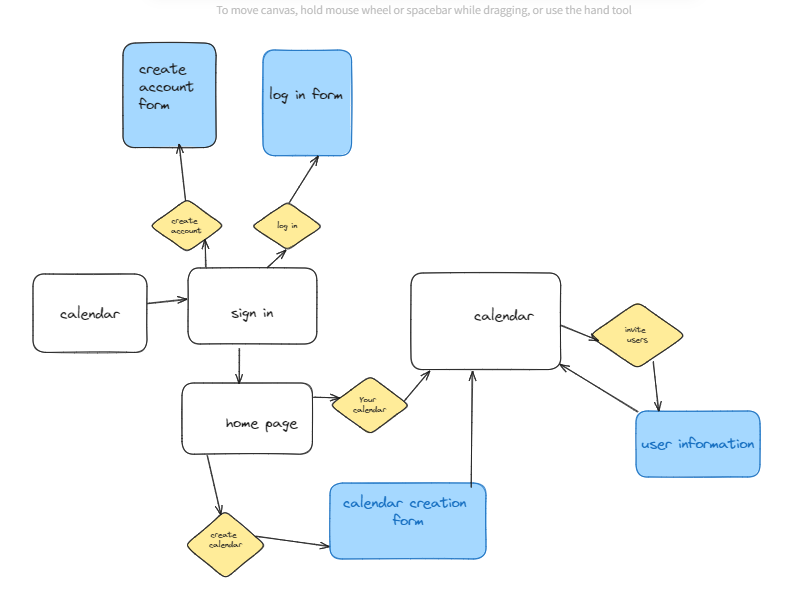 To move canvas, hold mouse wheel or spacebar while dragging, or use the hand tool
create
account
form
log in form
create
account
log in
calendar
sign in
calendar
invite
users
home page
Your
calendar
user information
calendar creation
form
create
calendar